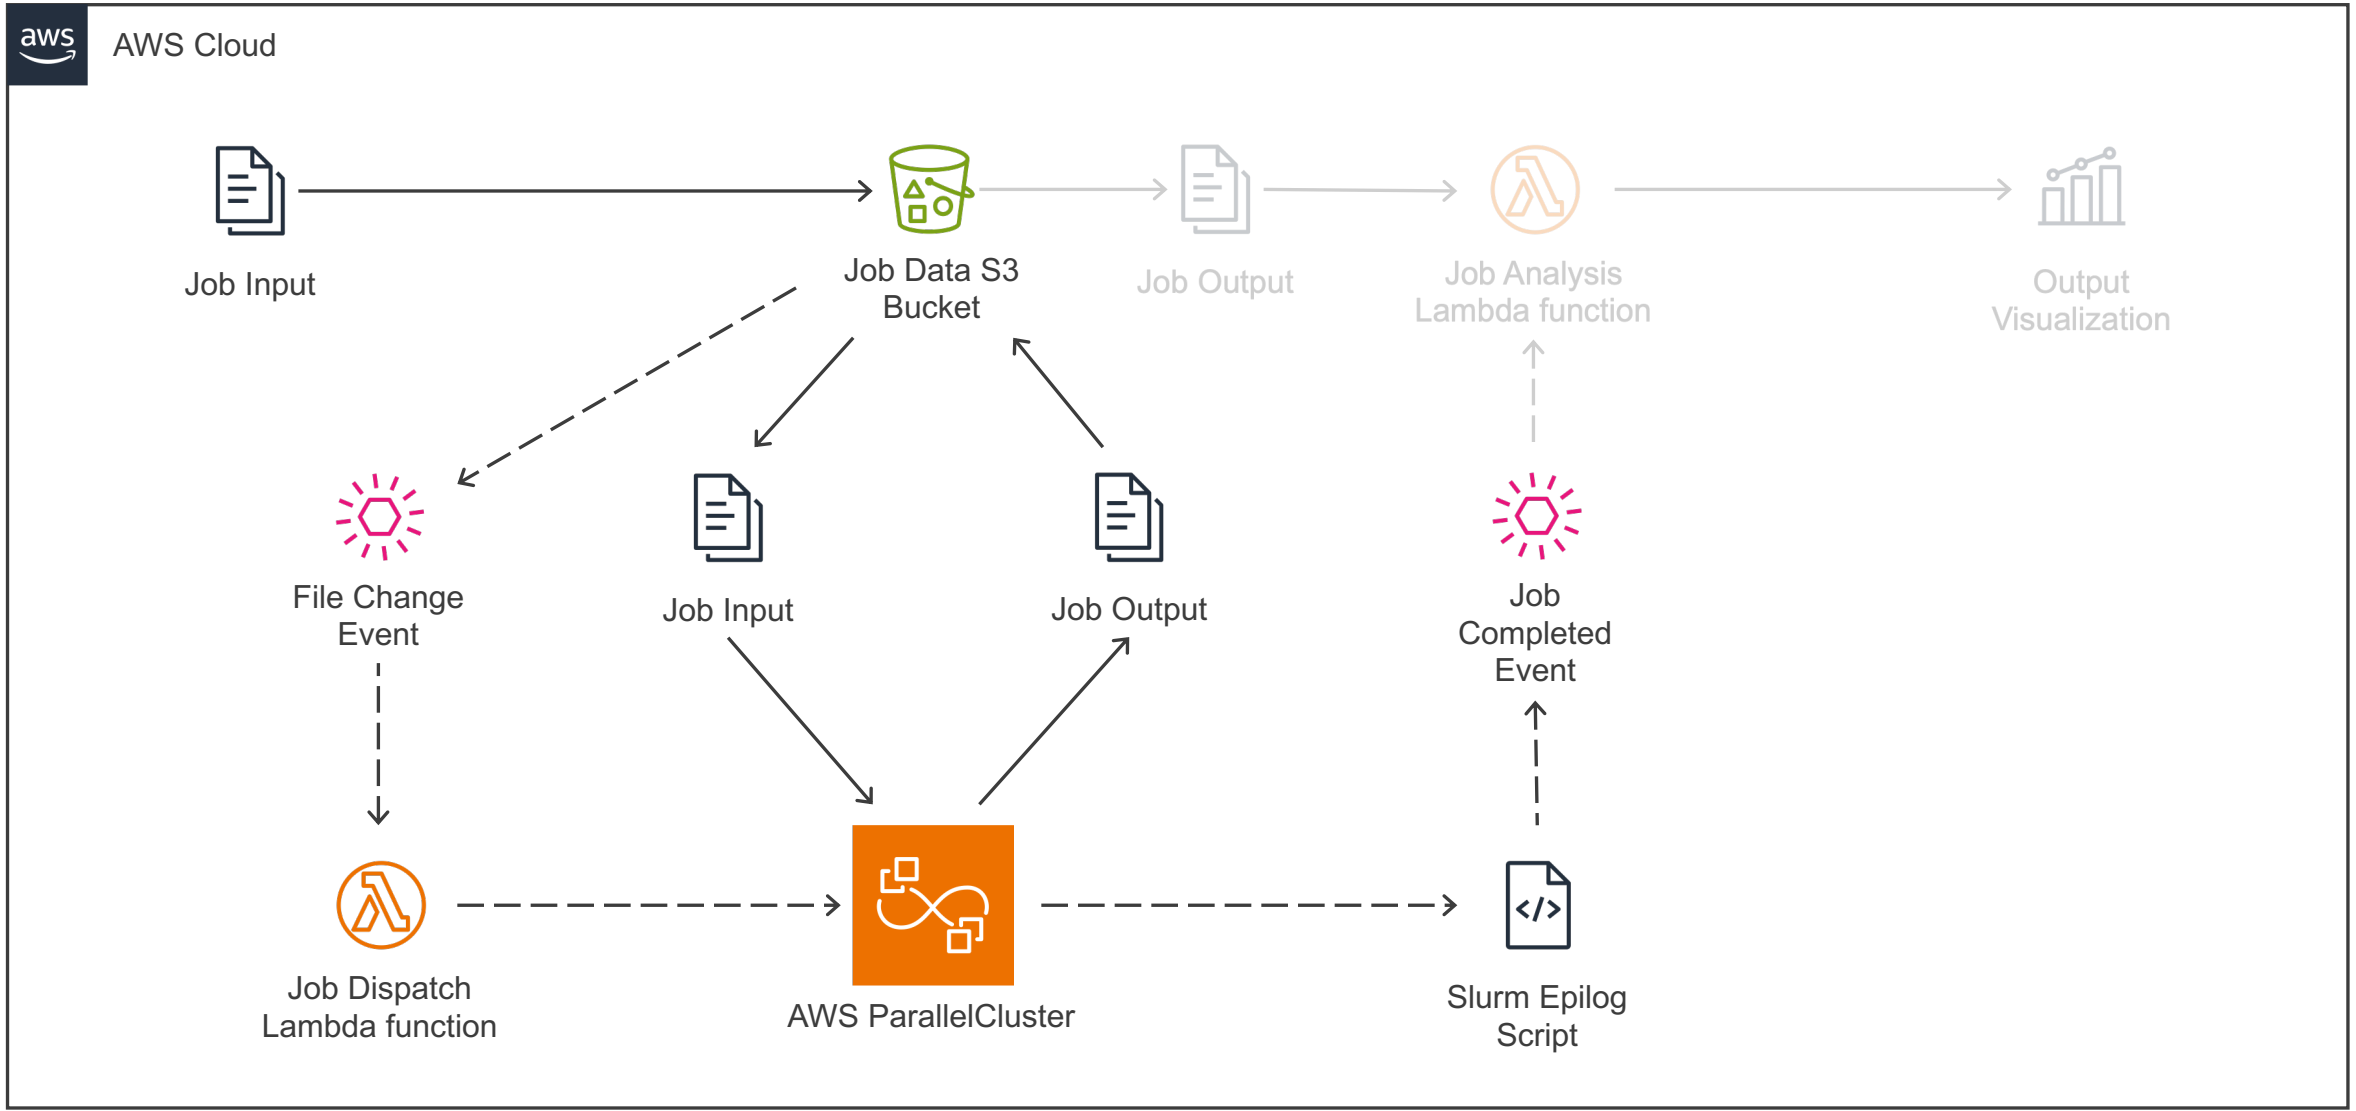 aws
AWS Cloud
Job Input
Job Data S3
Bucket
Job Output
Job Analysis
Lambda function
Output
Visualization
File Change
Event
Job Input
Job Output
Job
Completed
Event
Job Dispatch
Lambda function
AWS ParallelCluster
</>
Slurm Epilog
Script